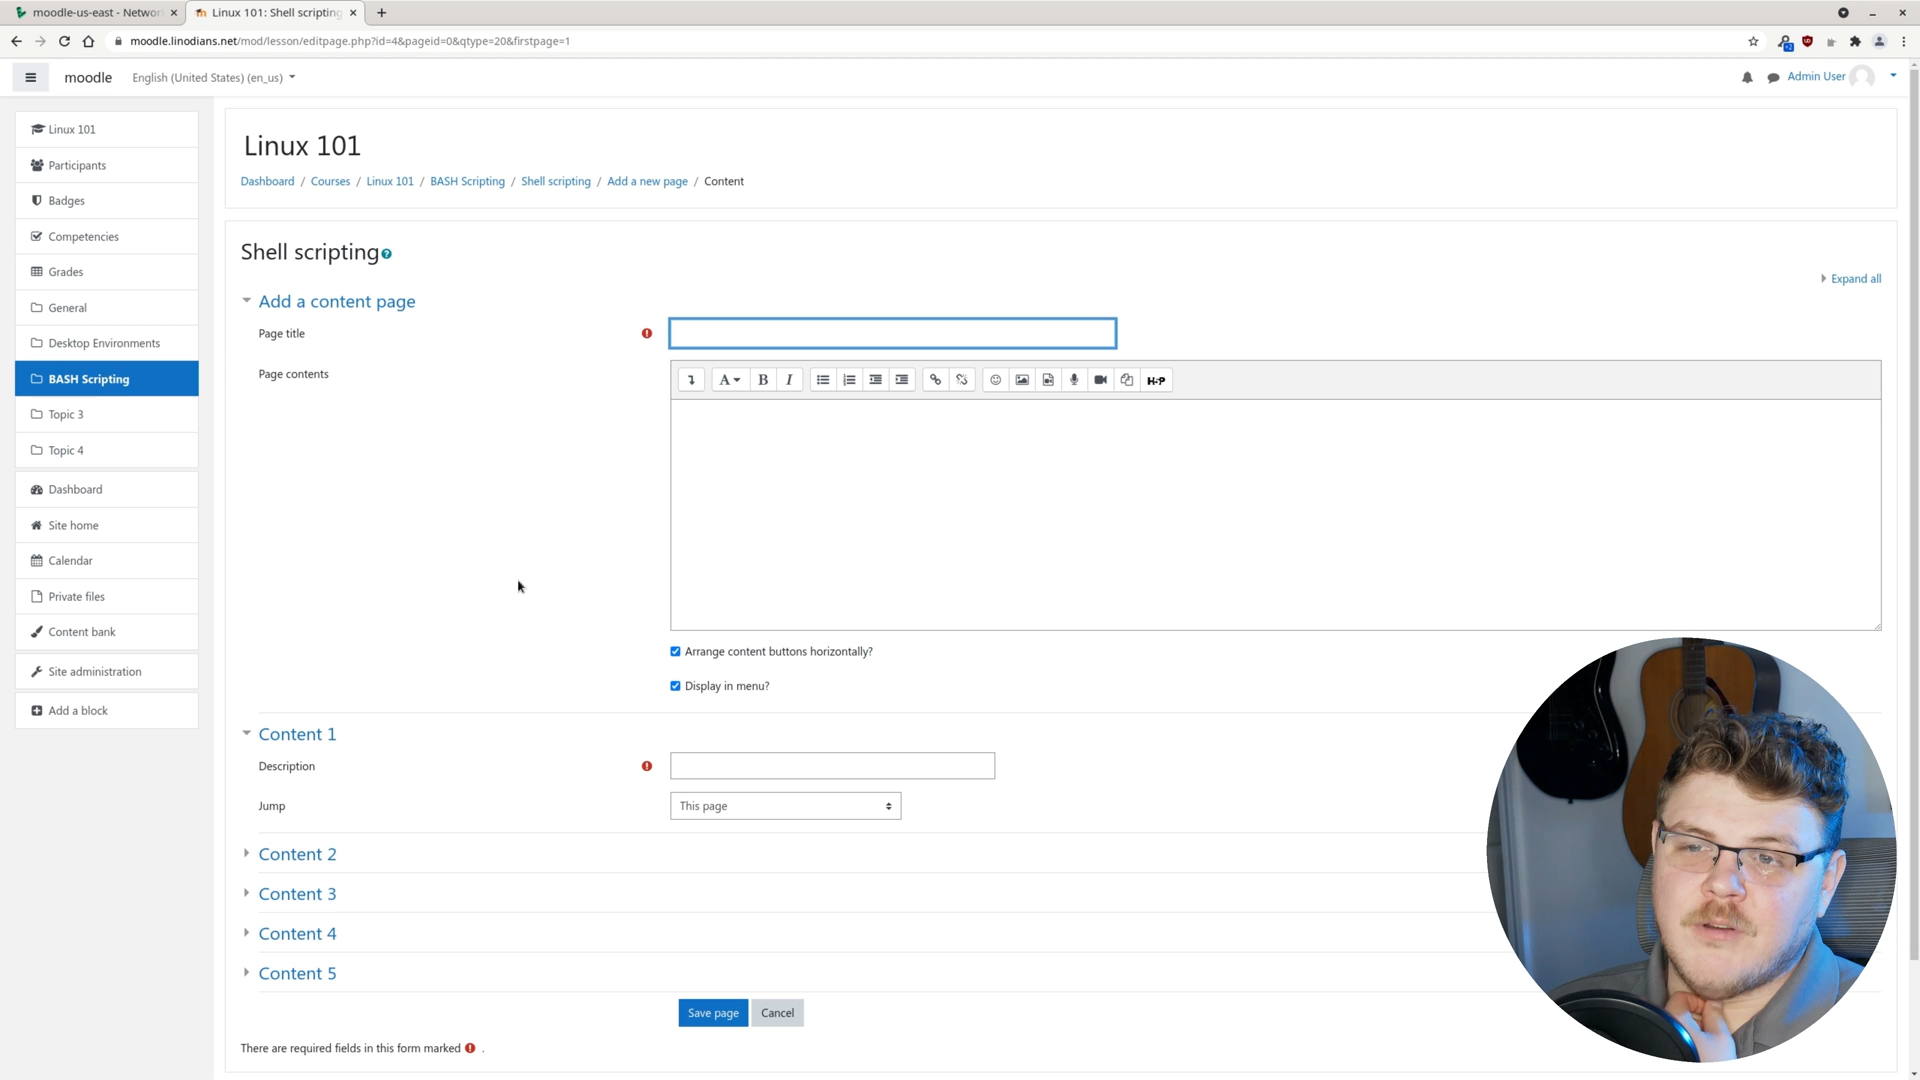 moodle-us-east - Networ
Linux 101: Shell scripting
moodle.linodians.net/mod/lesson/editpage.php?id=4&pageid=0&qtype=20&firstpage=1
moodle
English (United States) (en_us)
Admin User
Linux 101
Participants
Badges
Competencies
Grades
General
Desktop Environments
BASH Scripting
Topic 3
Topic 4
Dashboard
Site home
Calendar
Private files
Content bank
Site administration
Add a block
Linux 101
Dashboard / Courses / Linux 101 / BASH Scripting / Shell scripting / Add a new page / Content
Shell scripting
Expand all
Add a content page
Page title
Page contents
A B I
H-P
Arrange content buttons horizontally?
Display in menu?
Content 1
Description
Jump
This page
Content 2
Content 3
Content 4
Content 5
Save page
Cancel
There are required fields in this form marked .